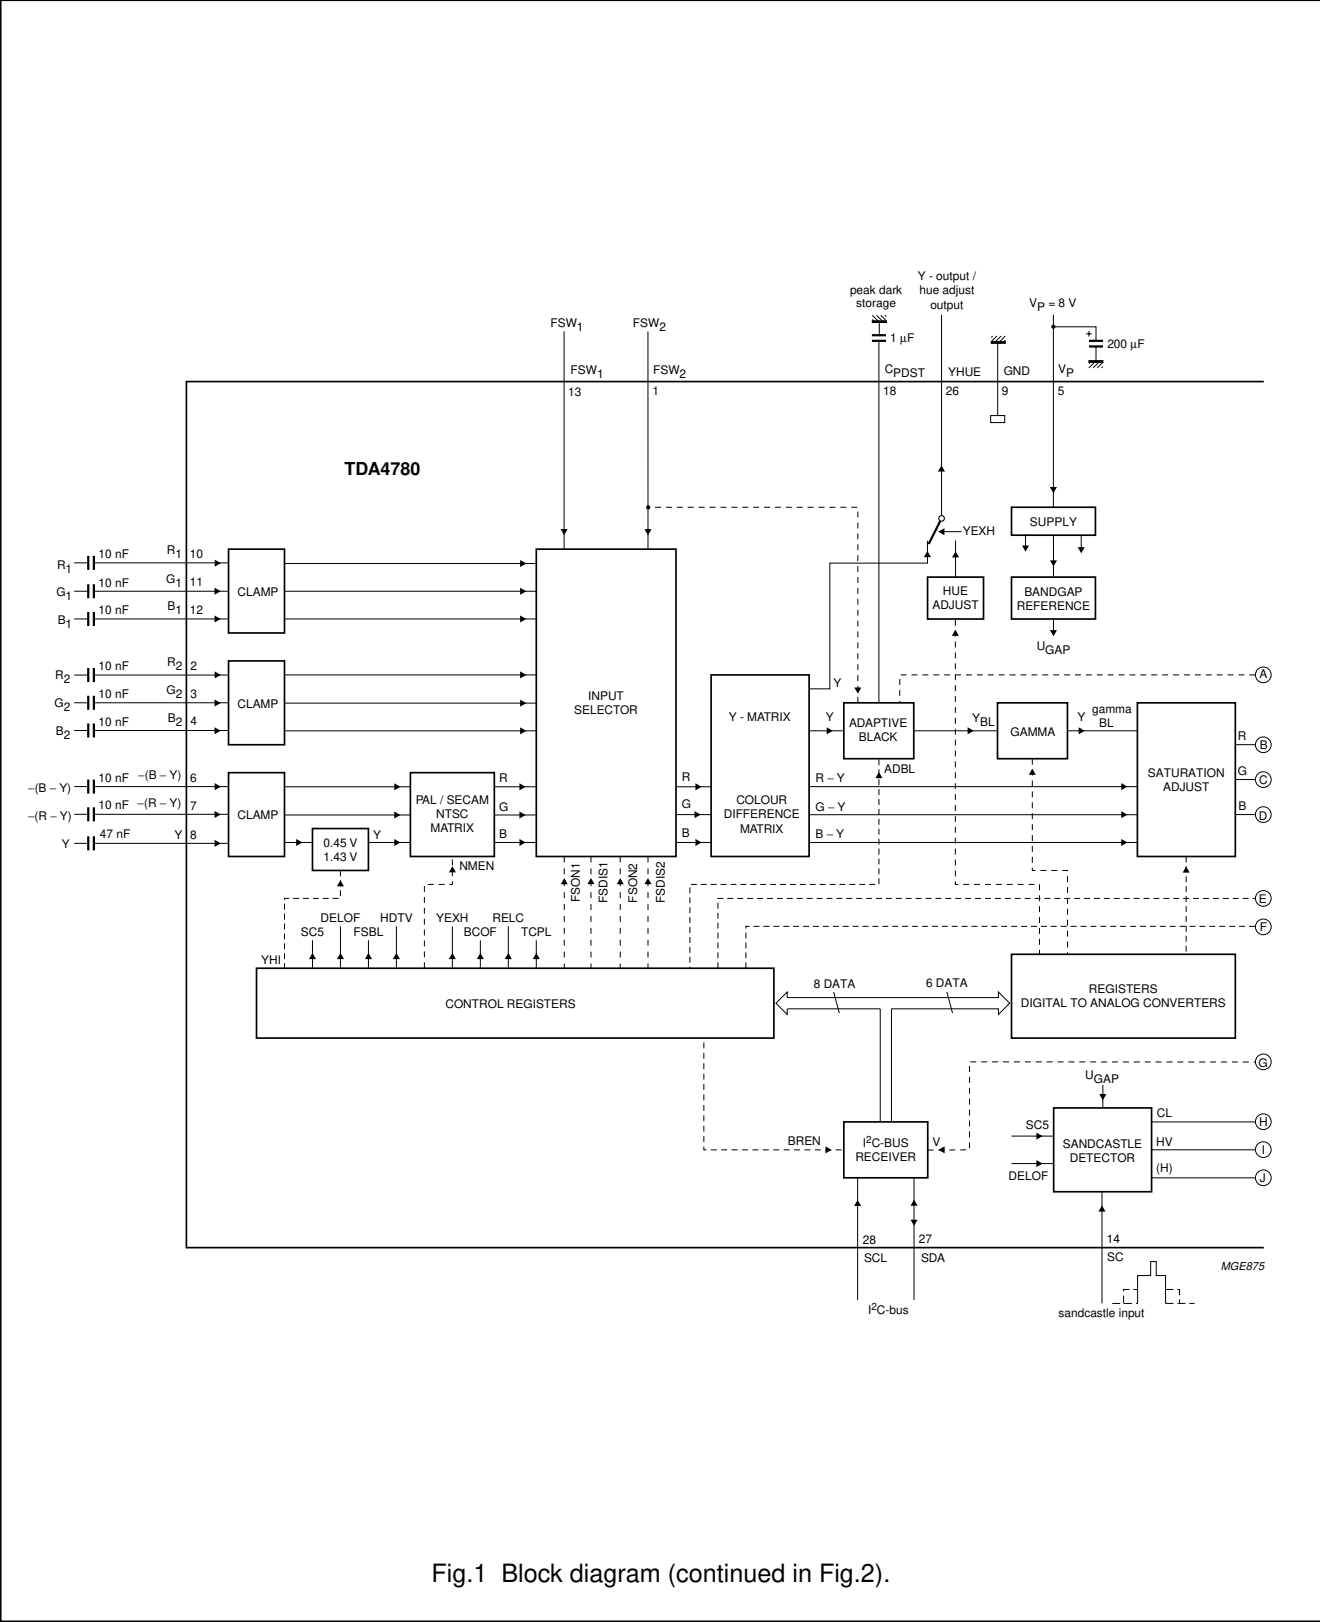 Y - output /
hue adjust
output
peak dark
storage
VP = 8 V
FSW1
FSW2
1 μF
200 μF
FSW1
FSW2
CPDST
YHUE
GND
VP
13
1
18
26
9
5
TDA4780
SUPPLY
YEXH
HUE
ADJUST
BANDGAP
REFERENCE
UGAP
R1
10 nF
R1
10
G1
10 nF
G1
11
B1
10 nF
B1
12
CLAMP
R2
10 nF
R2
2
G2
10 nF
G2
3
B2
10 nF
B2
4
CLAMP
INPUT
SELECTOR
–(B – Y)
10 nF
–(B – Y)
6
–(R – Y)
10 nF
–(R – Y)
7
Y
47 nF
Y
8
CLAMP
0.45 V
1.43 V
Y
PAL / SECAM
NTSC
MATRIX
R
G
B
NMEN
R
G
B
Y - MATRIX
COLOUR
DIFFERENCE
MATRIX
Y
Y
ADAPTIVE
BLACK
ADBL
YBL
GAMMA
Y
gamma
BL
R – Y
G – Y
B – Y
SATURATION
ADJUST
R
G
B
A
B
C
D
FSON1
FSDIS1
FSON2
FSDIS2
E
F
YHI
SC5
DELOF
FSBL
HDTV
YEXH
BCOF
RELC
TCPL
CONTROL REGISTERS
8 DATA
6 DATA
REGISTERS
DIGITAL TO ANALOG CONVERTERS
G
UGAP
BREN
I2C-BUS
RECEIVER
V
SC5
DELOF
SANDCASTLE
DETECTOR
CL
HV
(H)
H
I
J
28
27
14
SCL
SDA
SC
MGE875
I2C-bus
sandcastle input
Fig.1 Block diagram (continued in Fig.2).